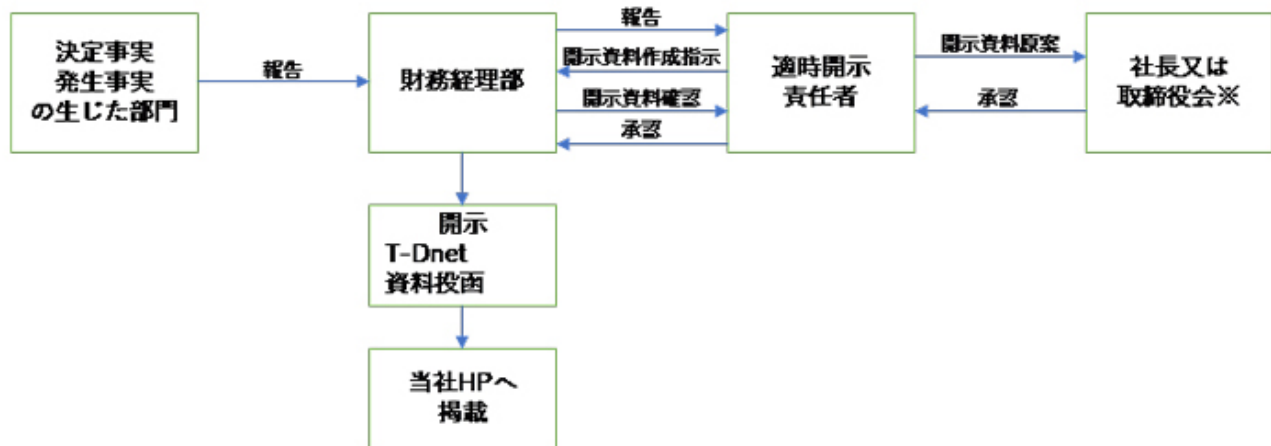 決定事実
発生事実
の生じた部門
報告
財務経理部
報告
開示資料作成指示
開示資料確認
承認
適時開示
責任者
開示資料原案
承認
社長又は
取締役会※
開示
T-Dnet
資料投函
当社HPへ
掲載